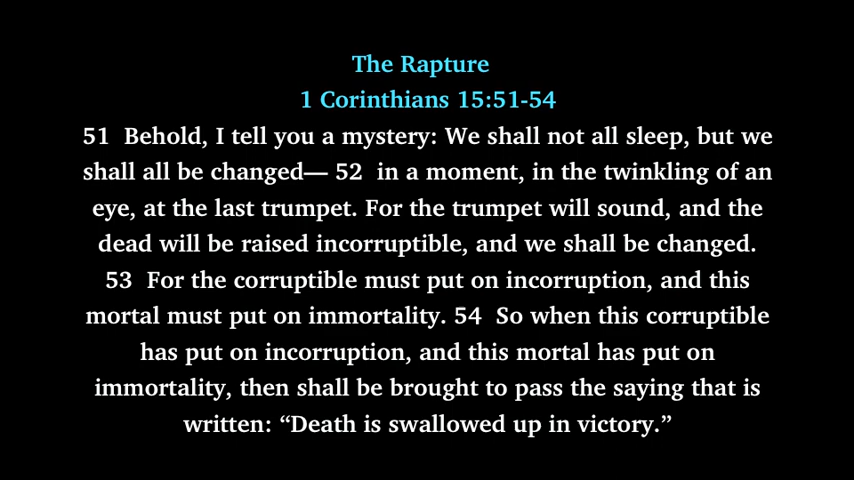 The Rapture
1 Corinthians 15:51-54
51  Behold, I tell you a mystery: We shall not all sleep, but we
shall all be changed— 52  in a moment, in the twinkling of an
eye, at the last trumpet. For the trumpet will sound, and the
dead will be raised incorruptible, and we shall be changed.
53  For the corruptible must put on incorruption, and this
mortal must put on immortality. 54  So when this corruptible
has put on incorruption, and this mortal has put on
immortality, then shall be brought to pass the saying that is
written: “Death is swallowed up in victory.”